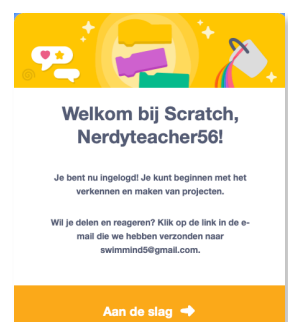 Welkom bij Scratch,
Nerdyteacher56!
Je bent nu ingelogd! Je kunt beginnen met het
verkennen en maken van projecten.
Wil je delen en reageren? Klik op de link in de e-
mail die we hebben verzonden naar
swimmind5@gmail.com.
Aan de slag